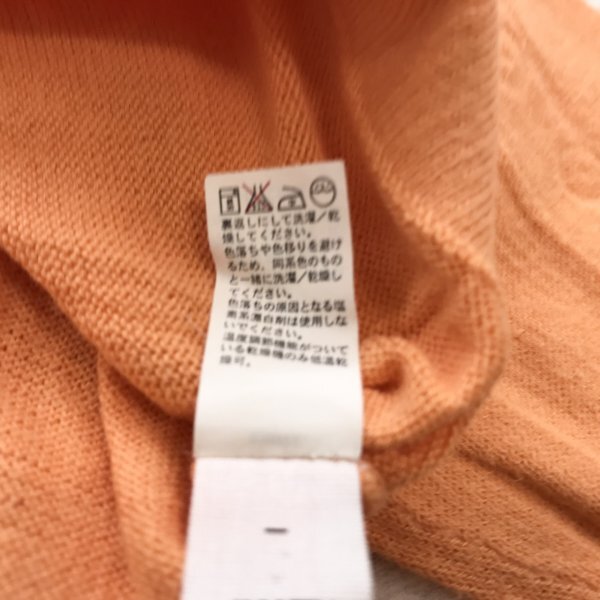 裏返しにして洗濯/乾
燥してください。
色落ちや色移りを避け
るため、同系色のもの
と一緒に洗濯/乾燥し
てください。
色落ちの原因となる塩
素系漂白剤は使用しな
いでください。
温度調節機能がついて
いる乾燥機のみ低温乾
燥可。